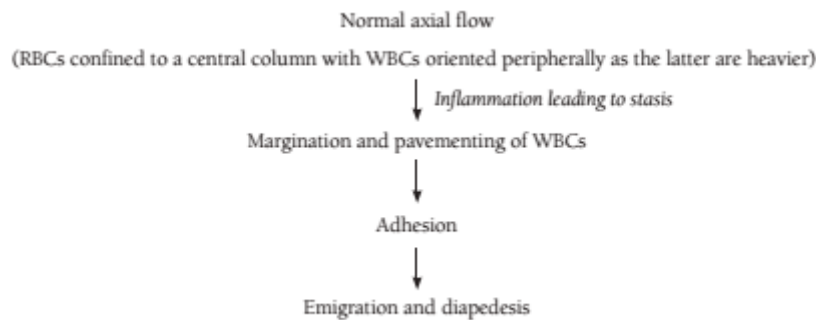 Normal axial flow
(RBCs confined to a central column with WBCs oriented peripherally as the latter are heavier)
Inflammation leading to stasis
Margination and pavementing of WBCs
Adhesion
Emigration and diapedesis